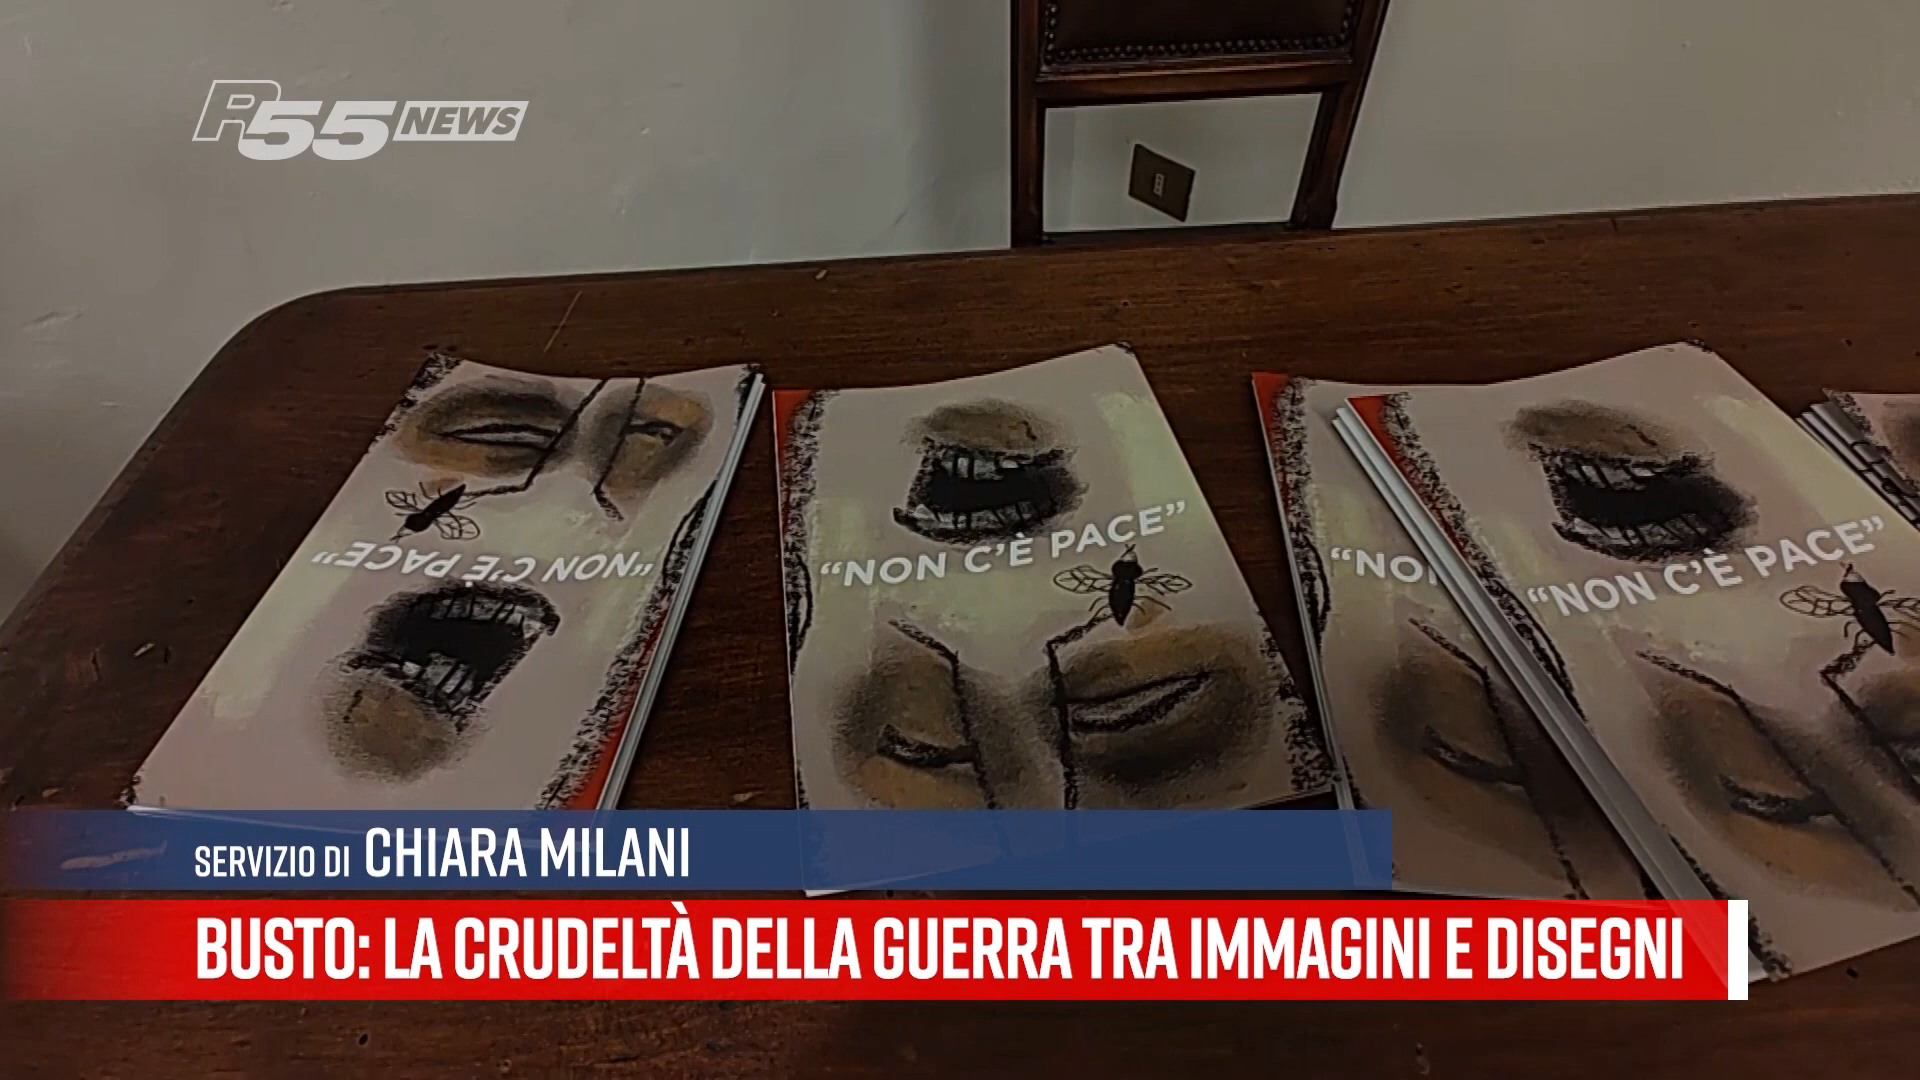 R55 NEWS
"NON C'È PACE"
"NON C'È PACE"
"NO
"NON C'È PACE"
SERVIZIO DI CHIARA MILANI
BUSTO: LA CRUDELTÀ DELLA GUERRA TRA IMMAGINI E DISEGNI